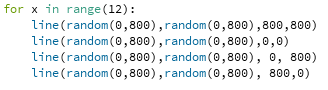 for x in range(12):
    line(random(0,800),random(0,800),800,800)
    line(random(0,800),random(0,800),0,0)
    line(random(0,800),random(0,800), 0, 800)
    line(random(0,800),random(0,800), 800,0)